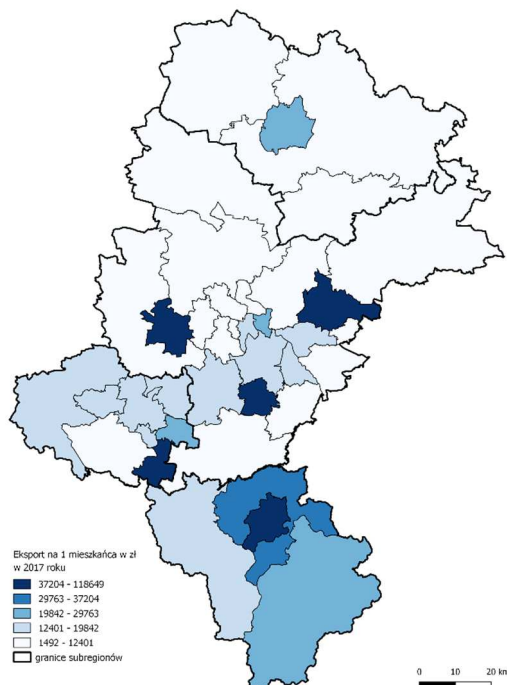 Eksport na 1 mieszkańca w zł
w 2017 roku
37204 - 118649
29763 - 37204
19842 - 29763
12401 - 19842
1492 - 12401
granice subregionów
0 10 20 km